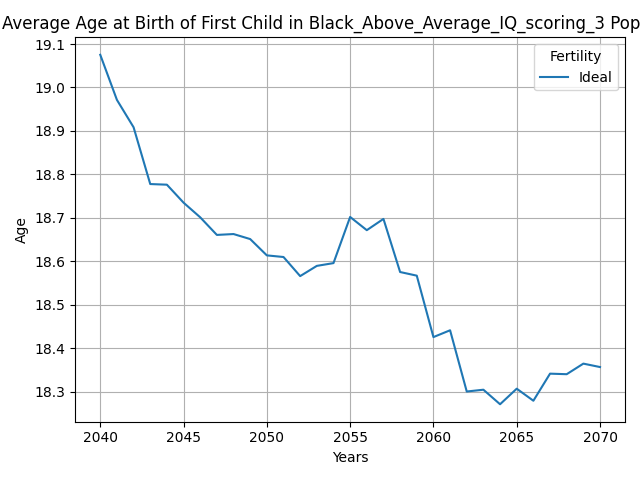 Average Age at Birth of First Child in Black_Above_Average_IQ_scoring_3 Pop
19.1
19.0
18.9
18.8
18.7
18.6
18.5
18.4
18.3
Age
Fertility
Ideal
2040 2045 2050 2055 2060 2065 2070
Years